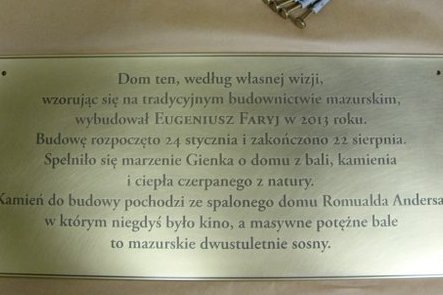 Dom ten, według własnej wizji,
wzorując się na tradycyjnym budownictwie mazurskim,
wybudował EUGENIUSZ FARYJ w 2013 roku.
Budowę rozpoczęto 24 stycznia i zakończono 22 sierpnia.
Spełniło się marzenie Gienka o domu z bali, kamienia
i ciepła czerpanego z natury.
Kamień do budowy pochodzi ze spalonego domu Romualda Andersa
w którym niegdyś było kino, a masywne potężne bale
to mazurskie dwustuletnie sosny.